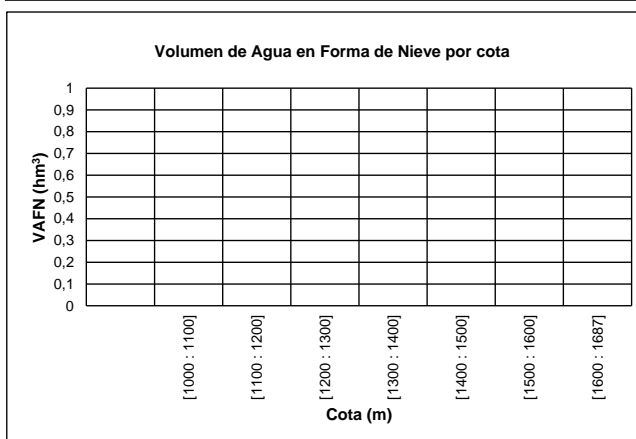 Volumen de Agua en Forma de Nieve por cota
VAFN (hm³)
1
0,9
0,8
0,7
0,6
0,5
0,4
0,3
0,2
0,1
0
[1000 : 1100]
[1100 : 1200]
[1200 : 1300]
[1300 : 1400]
[1400 : 1500]
[1500 : 1600]
[1600 : 1687]
Cota (m)